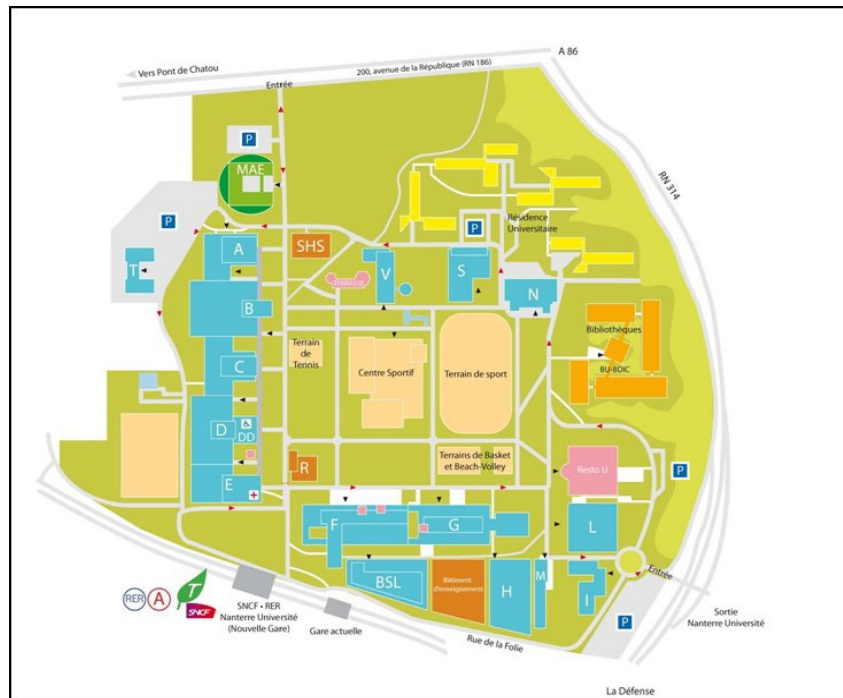 A 86
Vers Pont de Chatou
200, avenue de la République (RN 186)
Entrée
P
MAE
RN 314
P
P
Résidence
Universitaire
SHS
A
T
TERRASSE
V
S
N
B
Bibliothèques
BU-BDIC
Terrain
de
Tennis
Centre Sportif
Terrain de sport
C
D
DD
R
Terrains de Basket
et Beach-Volley
Resto U
P
E
F
G
L
BSL
Bâtiment
d'enseignement
H
M
I
Entrée
RER
A
T
SNCF
SNCF • RER
Nanterre Université
(Nouvelle Gare)
Gare actuelle
P
Sortie
Nanterre Université
Rue de la Folie
La Défense